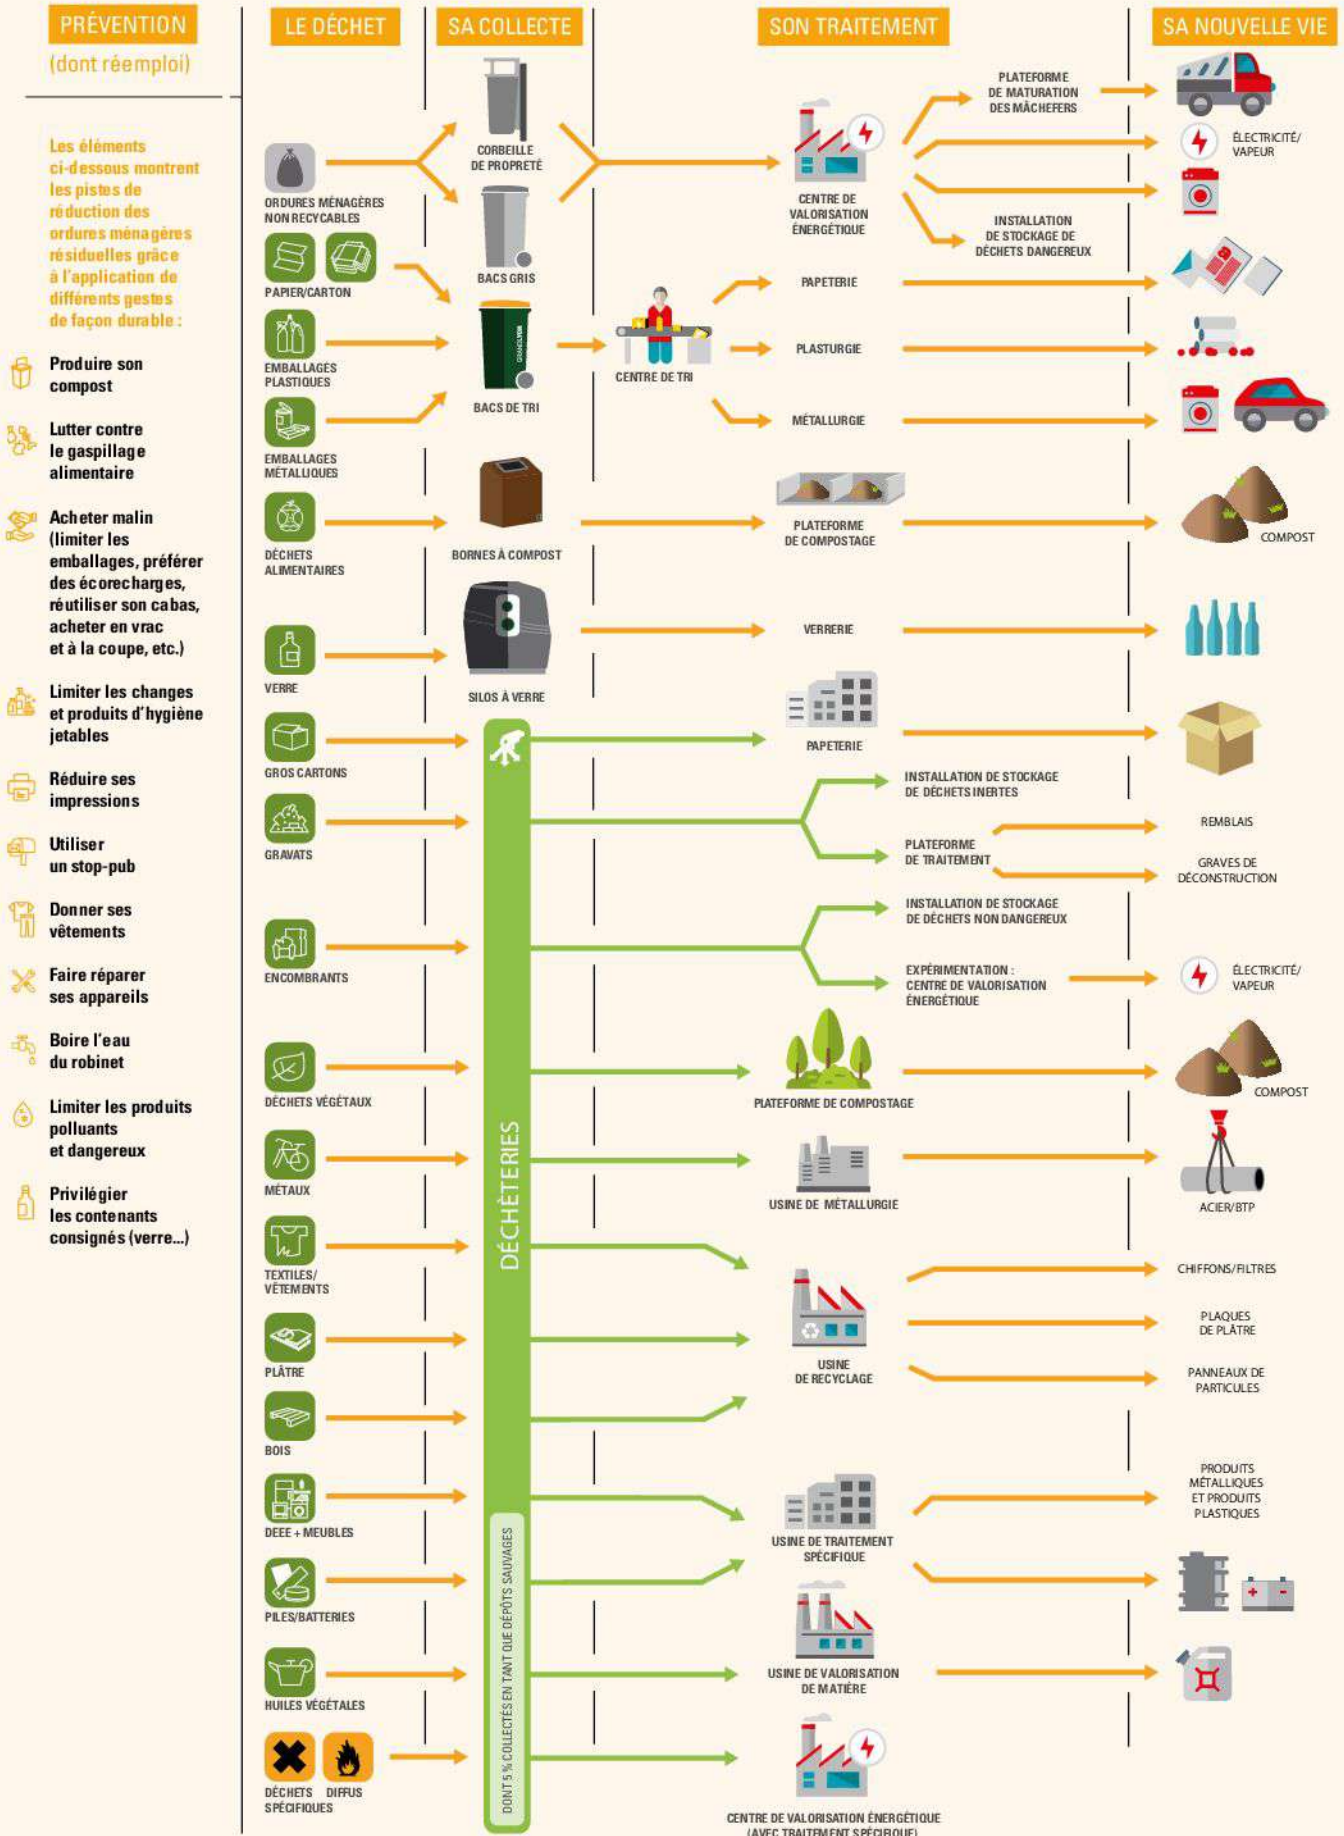 PRÉVENTION
(dont réemploi)
Les éléments
ci-dessous montrent
les pistes de
réduction des
ordures ménagères
résiduelles grâce
à l'application de
différents gestes
de façon durable :
Produire son
compost
Lutter contre
le gaspillage
alimentaire
Acheter malin
(limiter les
emballages, préférer
des écorecharges,
réutiliser son cabas,
acheter en vrac
et à la coupe, etc.)
Limiter les changes
et produits d'hygiène
jetables
Réduire ses
impressions
Utiliser
un stop-pub
Donner ses
vêtements
Faire réparer
ses appareils
Boire l'eau
du robinet
Limiter les produits
polluants
et dangereux
Privilégier
les contenants
consignés (verre...)
LE DÉCHET
ORDURES MÉNAGÈRES
NON RECYCABLES
PAPIER/CARTON
EMBALLAGES
PLASTIQUES
EMBALLAGES
MÉTALLIQUES
DÉCHETS
ALIMENTAIRES
VERRE
GROS CARTONS
GRAVATS
ENCOMBRANTS
DÉCHETS VÉGÉTAUX
MÉTAUX
TEXTILES/
VÊTEMENTS
PLÂTRE
BOIS
DEEE + MEUBLES
PILES/BATTERIES
HUILES VÉGÉTALES
DÉCHETS DIFFUS
SPÉCIFIQUES
SA COLLECTE
CORBEILLE
DE PROPRETÉ
BACS GRIS
GRANDLYON
BACS DE TRI
BORNES À COMPOST
SILOS À VERRE
DÉCHÈTERIES
DONT 5 % COLLECTÉS EN TANT QUE DÉPÔTS SAUVAGES
SON TRAITEMENT
CENTRE DE
VALORISATION
ÉNERGÉTIQUE
PLATEFORME
DE MATURATION
DES MÂCHEFERS
INSTALLATION
DE STOCKAGE DE
DÉCHETS DANGEREUX
CENTRE DE TRI
PAPETERIE
PLASTURGIE
MÉTALLURGIE
PLATEFORME
DE COMPOSTAGE
VERRERIE
PAPETERIE
INSTALLATION DE STOCKAGE
DE DÉCHETS INERTES
PLATEFORME
DE TRAITEMENT
INSTALLATION DE STOCKAGE
DE DÉCHETS NON DANGEREUX
EXPÉRIMENTATION :
CENTRE DE VALORISATION
ÉNERGÉTIQUE
PLATEFORME DE COMPOSTAGE
USINE DE MÉTALLURGIE
USINE
DE RECYCLAGE
USINE DE TRAITEMENT
SPÉCIFIQUE
USINE DE VALORISATION
DE MATIÈRE
CENTRE DE VALORISATION ÉNERGÉTIQUE
(AVEC TRAITEMENT SPÉCIFIQUE)
SA NOUVELLE VIE
ÉLECTRICITÉ/
VAPEUR
COMPOST
REMBLAIS
GRAVES DE
DÉCONSTRUCTION
ÉLECTRICITÉ/
VAPEUR
COMPOST
ACIER/BTP
CHIFFONS/FILTRES
PLAQUES
DE PLÂTRE
PANNEAUX DE
PARTICULES
PRODUITS
MÉTALLIQUES
ET PRODUITS
PLASTIQUES